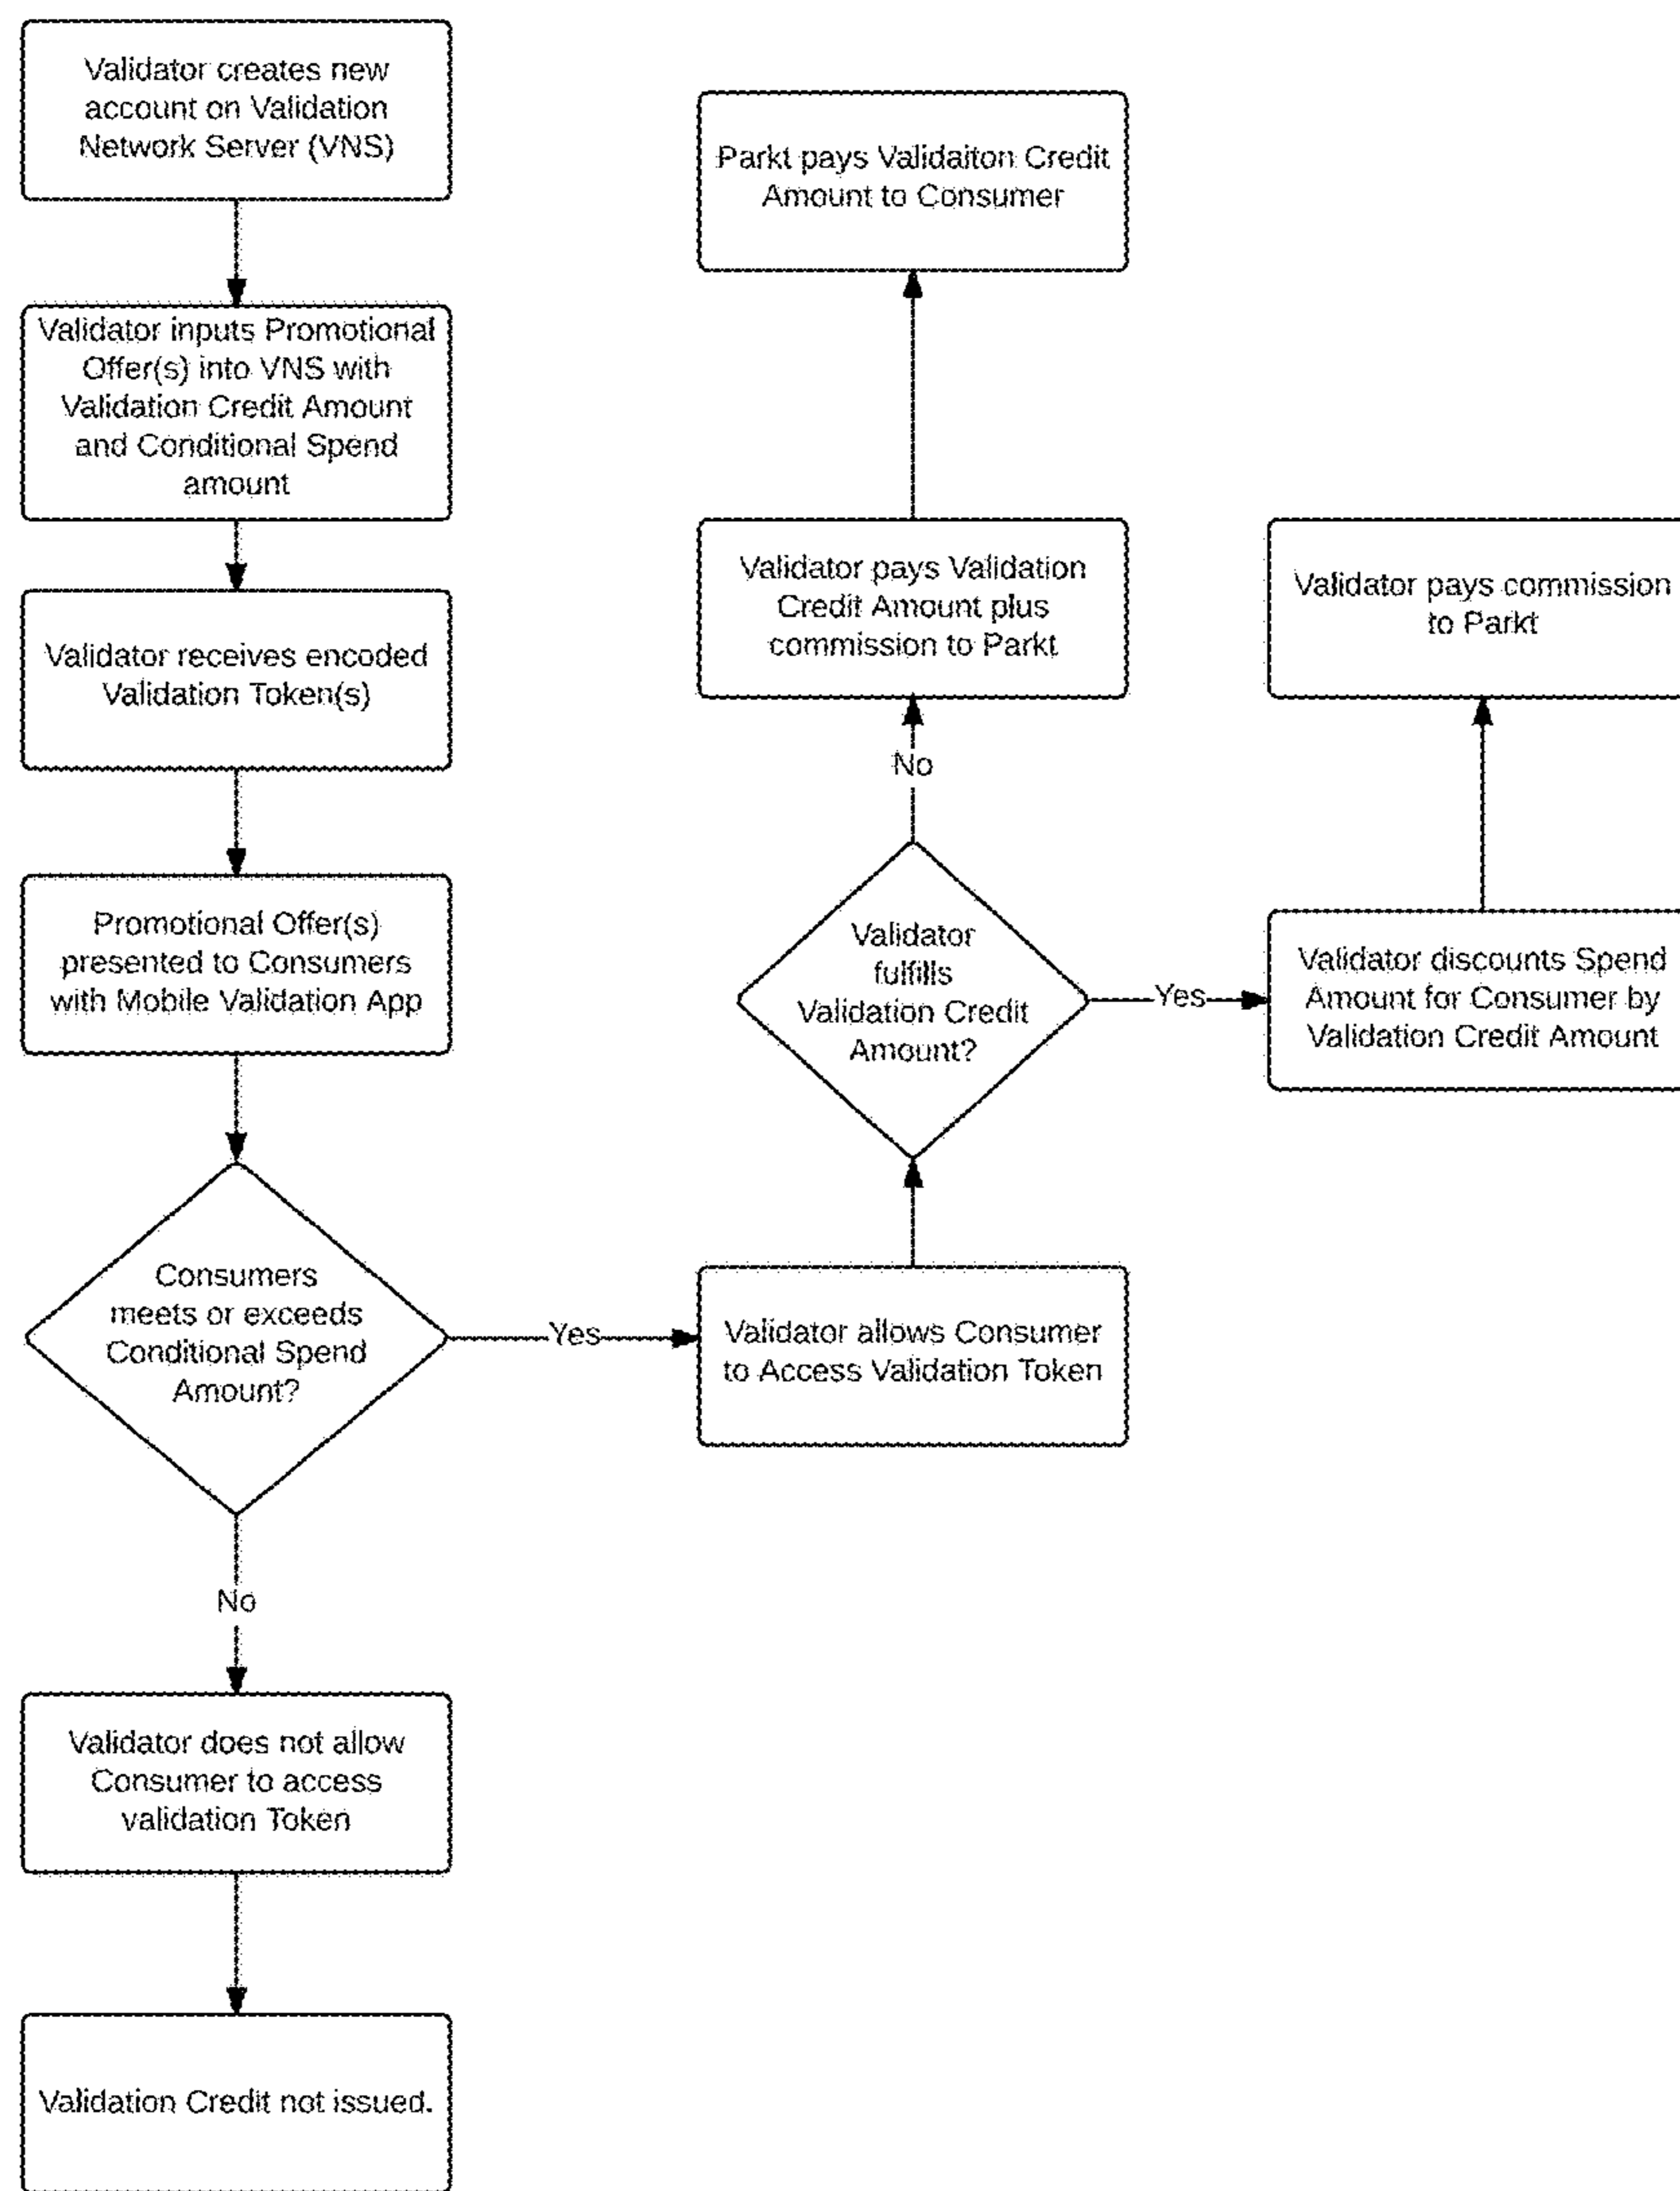 Validator creates new
account on Validation
Network Server (VNS)
Validator inputs Promotional
Offer(s) into VNS with
Validation Credit Amount
and Conditional Spend
amount
Validator receives encoded
Validation Token(s)
Promotional Offer(s)
presented to Consumers
with Mobile Validation App
Consumers
meets or exceeds
Conditional Spend
Amount?
Yes
No
Validator does not allow
Consumer to access
validation Token
Validation Credit not issued.
Validator allows Consumer
to Access Validation Token
Validator
fulfills
Validation Credit
Amount?
No
Yes
Validator pays Validation
Credit Amount plus
commission to Parkt
Parkt pays Validaiton Credit
Amount to Consumer
Validator discounts Spend
Amount for Consumer by
Validation Credit Amount
Validator pays commission
to Parkt